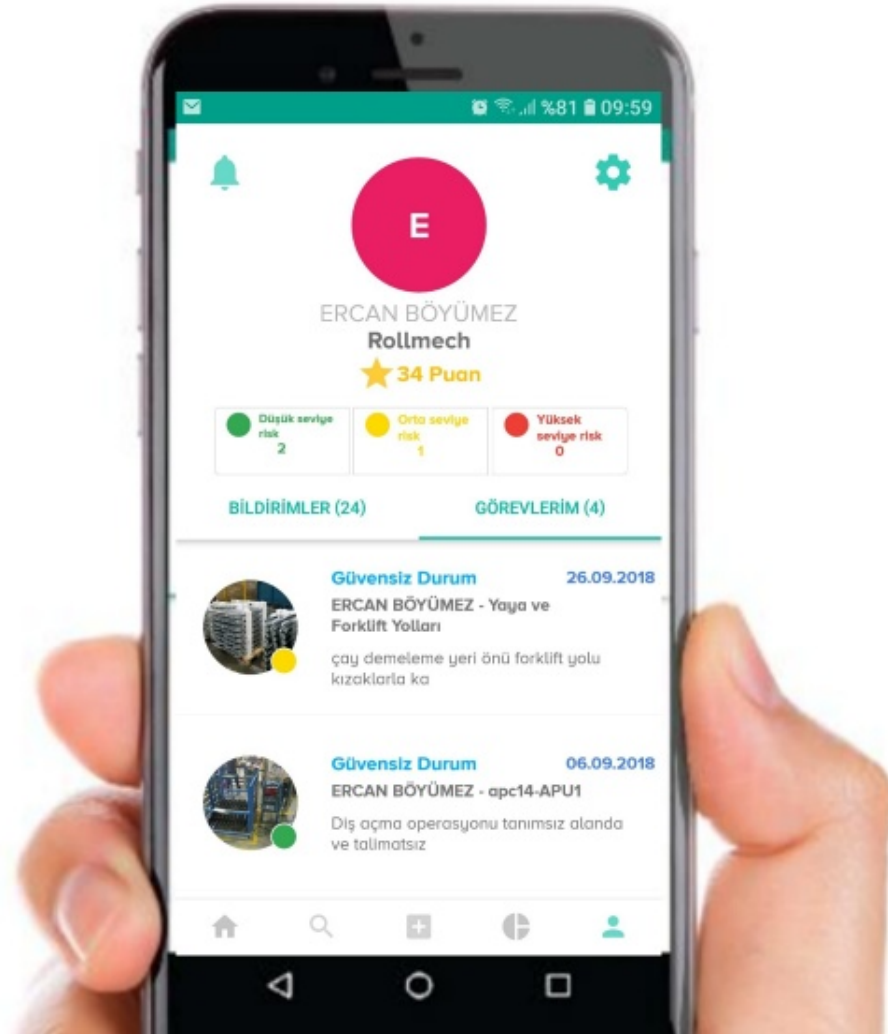 %81 09:59
E
ERCAN BÖYÜMEZ
Rollmech
34 Puan
Düşük seviye
risk
2
Orta seviye
risk
1
Yüksek
seviye risk
0
BİLDİRİMLER (24)
GÖREVLERİM (4)
Güvensiz Durum 26.09.2018
ERCAN BÖYÜMEZ - Yaya ve
Forklift Yolları
çay demeleme yeri önü forklift yolu
kızaklarla ka
Güvensiz Durum 06.09.2018
ERCAN BÖYÜMEZ - apc14-APU1
Diş açma operasyonu tanımsız alanda
ve talimatsız